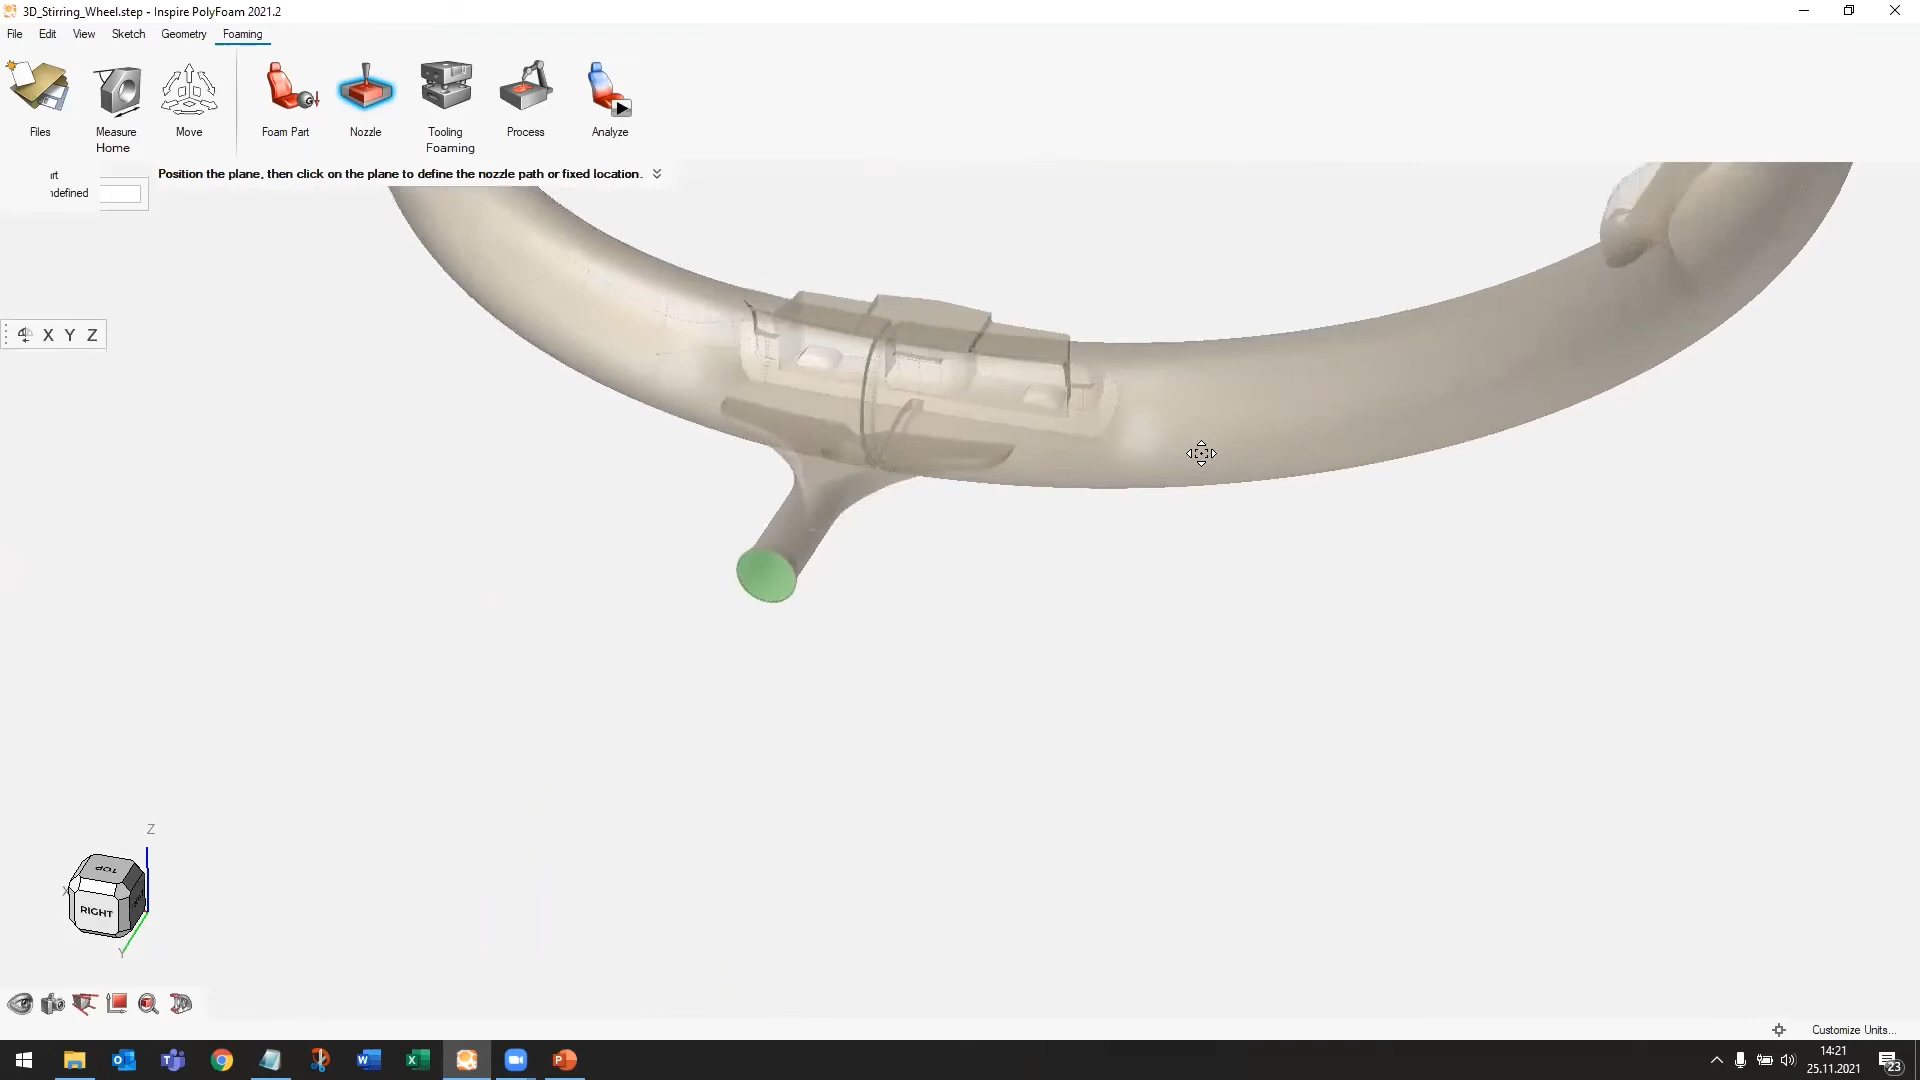 3D_Stirring_Wheel.step - Inspire PolyFoam 2021.2
File Edit View Sketch Geometry Foaming
Files Measure Move Foam Part Nozzle Tooling Process Analyze
Home Foaming
Position the plane, then click on the plane to define the nozzle path or fixed location.
X Y Z
Z
TOP
X
RIGHT
Y
Customize Units...
14:21
25.11.2021
23